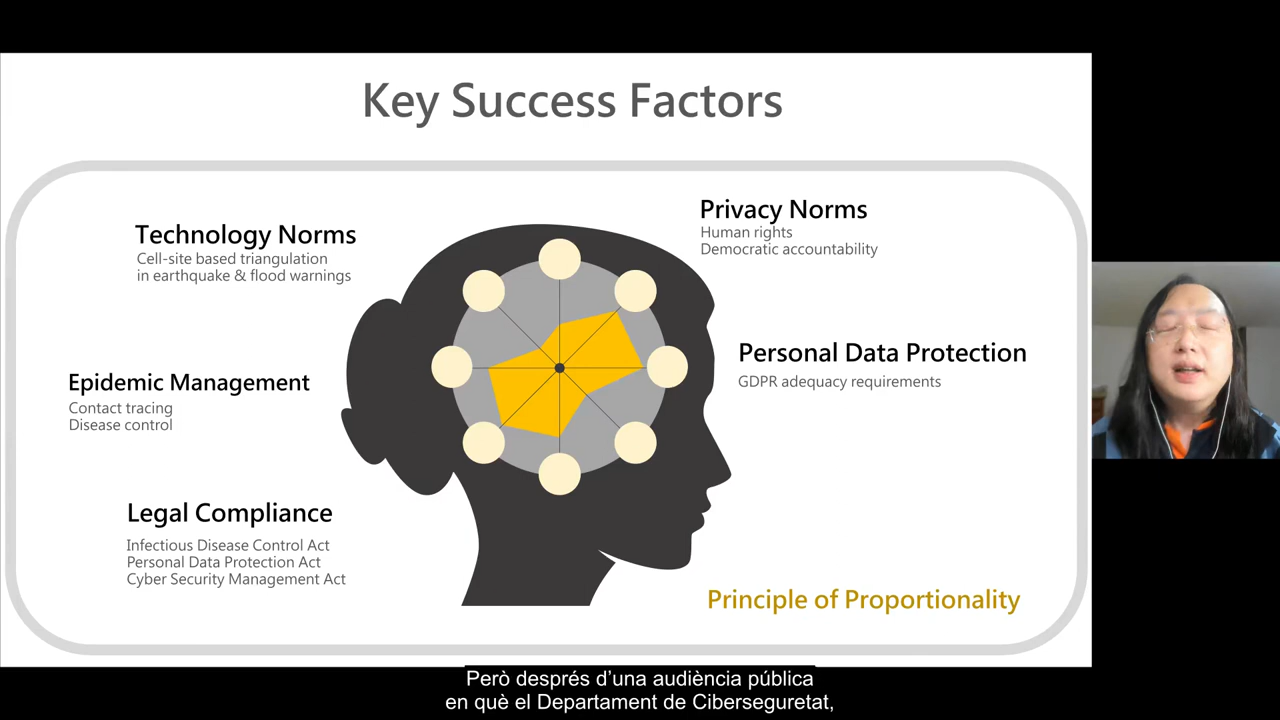 Key Success Factors
Technology Norms
Cell-site based triangulation
in earthquake & flood warnings
Privacy Norms
Human rights
Democratic accountability
Epidemic Management
Contact tracing
Disease control
Personal Data Protection
GDPR adequacy requirements
Legal Compliance
Infectious Disease Control Act
Personal Data Protection Act
Cyber Security Management Act
Principle of Proportionality
Però després d’una audiència pública
en què el Departament de Ciberseguretat,